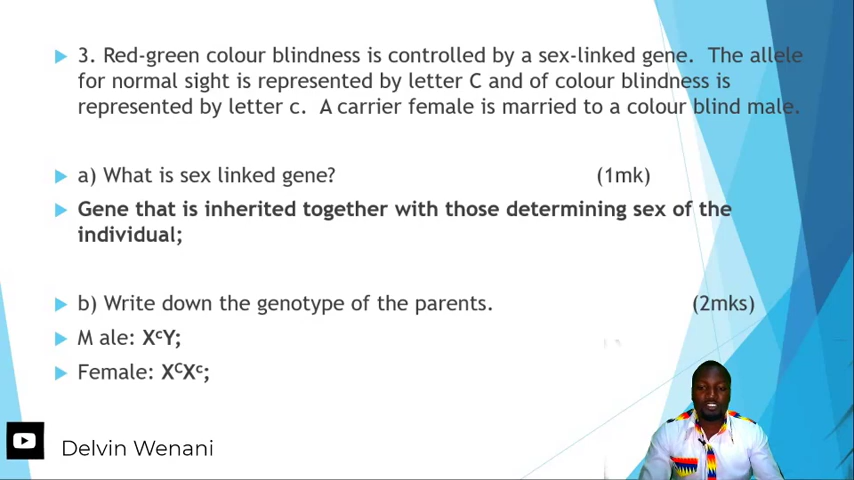 3. Red-green colour blindness is controlled by a sex-linked gene. The allele
for normal sight is represented by letter C and of colour blindness is
represented by letter c. A carrier female is married to a colour blind male.
a) What is sex linked gene? (1mk)
Gene that is inherited together with those determining sex of the
individual;
b) Write down the genotype of the parents. (2mks)
M ale: XᶜY;
Female: XᶜXᶜ;
Delvin Wenani